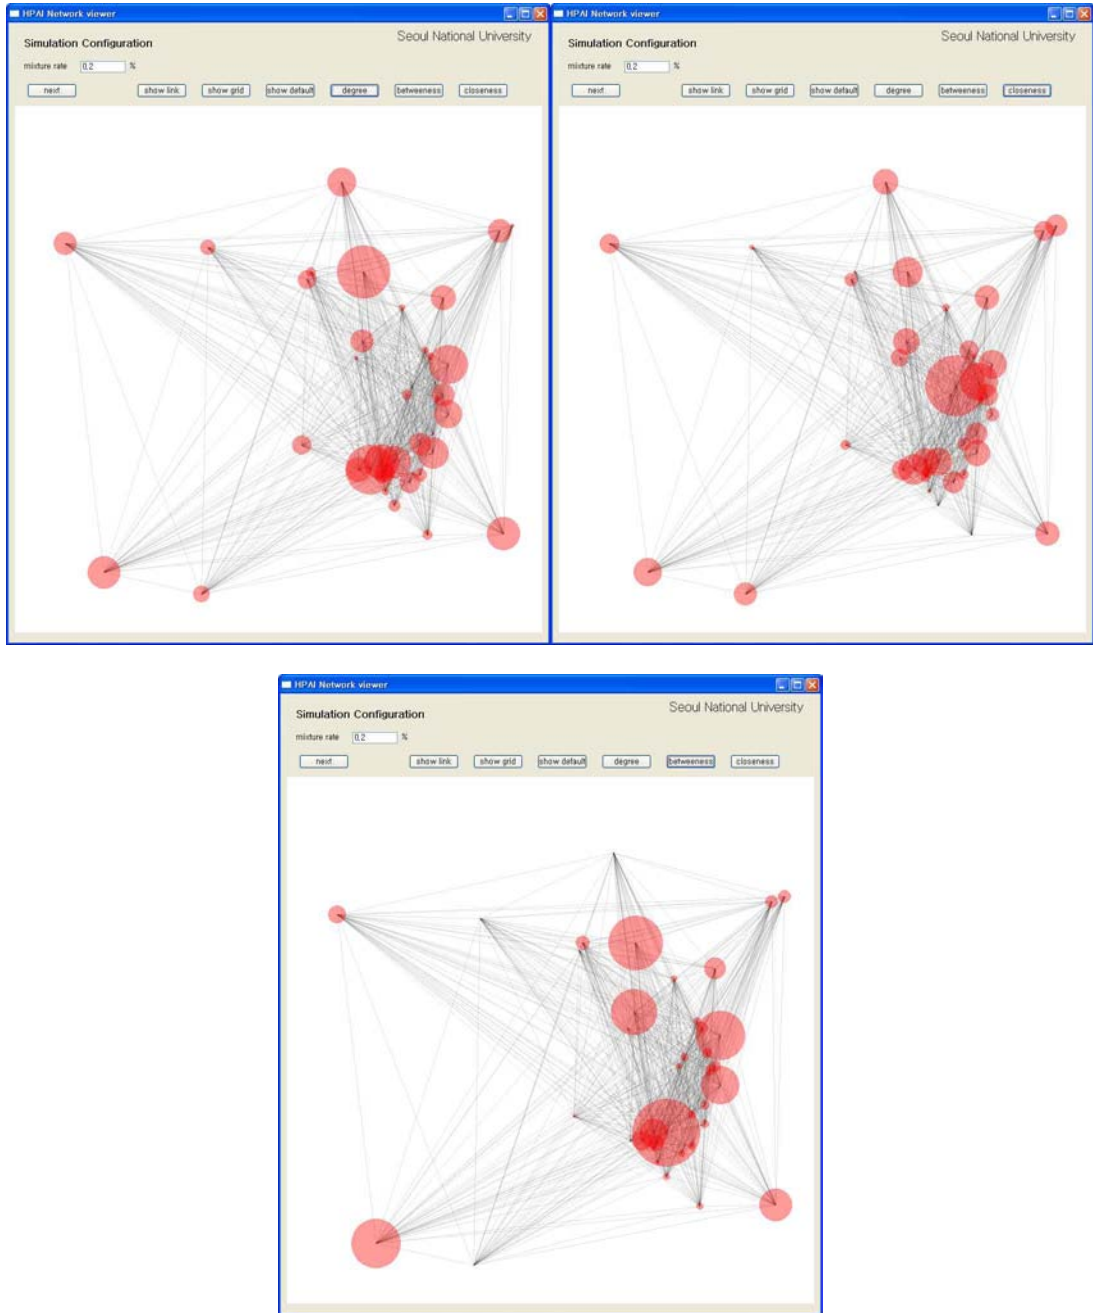 HPAI Network viewer
Seoul National University
Simulation Configuration
mixture rate 0,2 %
next show link show grid show default degree betweeness closeness
HPAI Network viewer
Seoul National University
Simulation Configuration
mixture rate 0,2 %
next show link show grid show default degree betweeness closeness
HPAI Network viewer
Seoul National University
Simulation Configuration
mixture rate 0,2 %
next show link show grid show default degree betweeness closeness